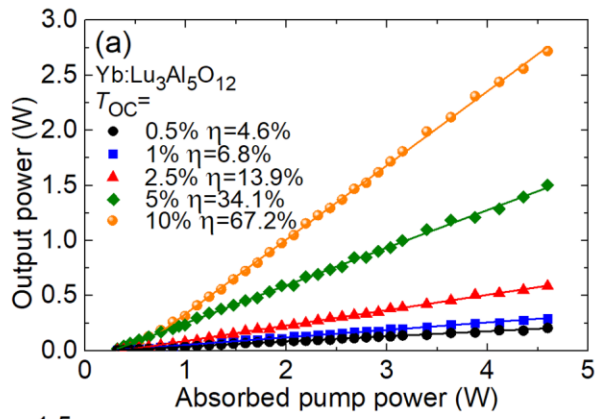 3.0
(a)
Yb:Lu₃Al₅O₁₂
T_OC=
0.5% η=4.6%
1% η=6.8%
2.5% η=13.9%
5% η=34.1%
10% η=67.2%
2.5
2.0
1.5
1.0
0.5
0.0
Output power (W)
0 1 2 3 4 5
Absorbed pump power (W)